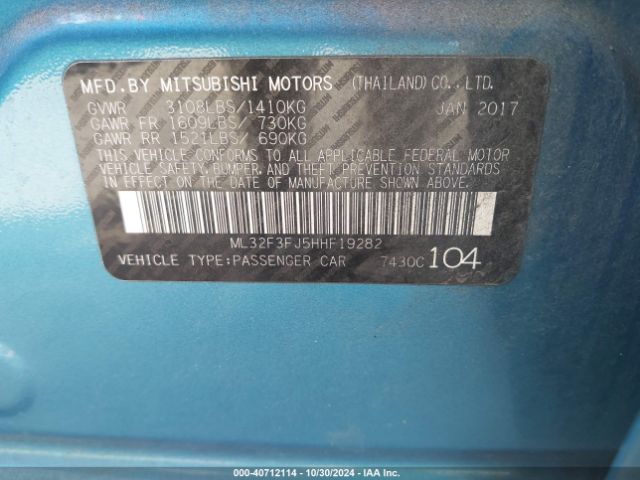 MFD.BY MITSUBISHI MOTORS (THAILAND)CO.,LTD.
GVWR 3108LBS/1410KG JAN 2017
GAWR FR 1609LBS/ 730KG
GAWR RR 1521LBS/ 690KG
THIS VEHICLE CONFORMS TO ALL APPLICABLE FEDERAL MOTOR
VEHICLE SAFETY, BUMPER, AND THEFT PREVENTION STANDARDS
IN EFFECT ON THE DATE OF MANUFACTURE SHOWN ABOVE.
ML32F3FJ5HHF19282
VEHICLE TYPE:PASSENGER CAR 7430C 104
000-40712114 - 10/30/2024 - IAA Inc.